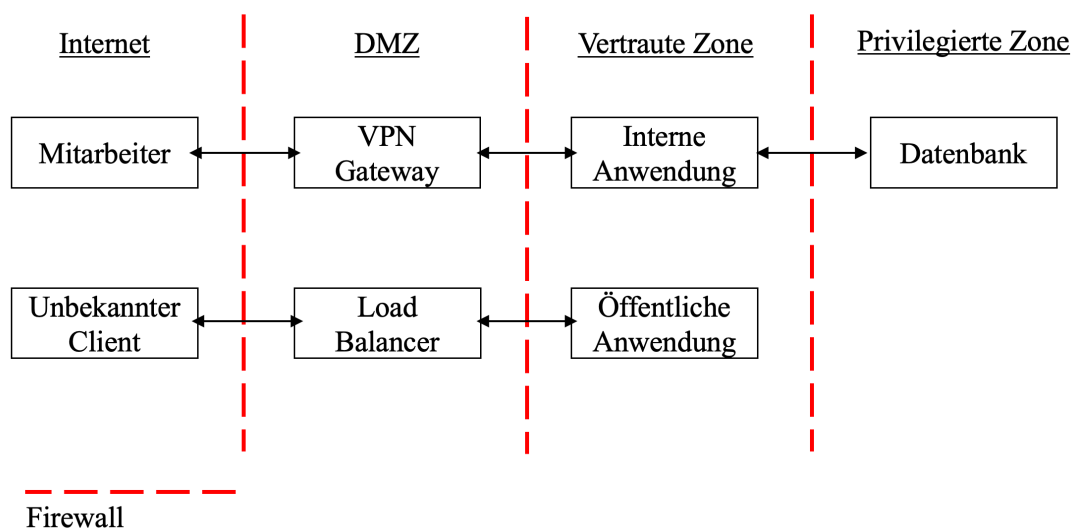 Internet
DMZ
Vertraute Zone
Privilegierte Zone
Mitarbeiter
VPN
Gateway
Interne
Anwendung
Datenbank
Unbekannter
Client
Load
Balancer
Öffentliche
Anwendung
Firewall